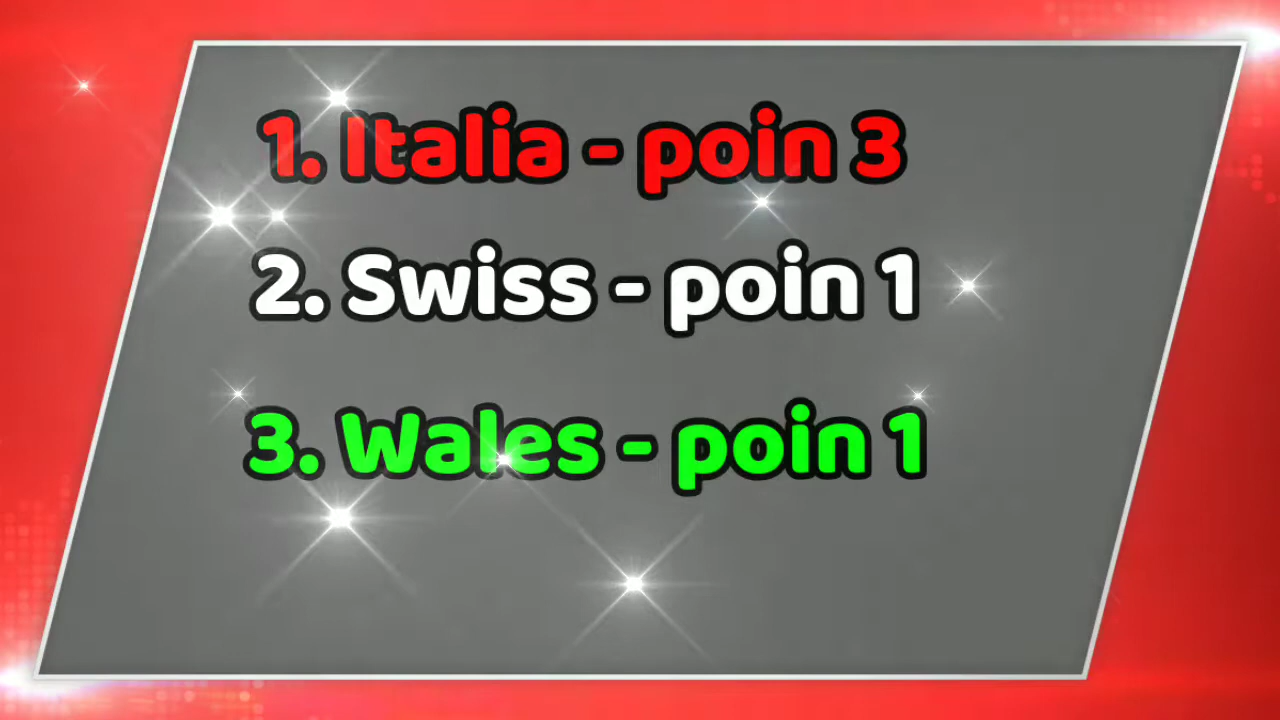 1. Italia - poin 3
2. Swiss - poin 1
3. Wales - poin 1